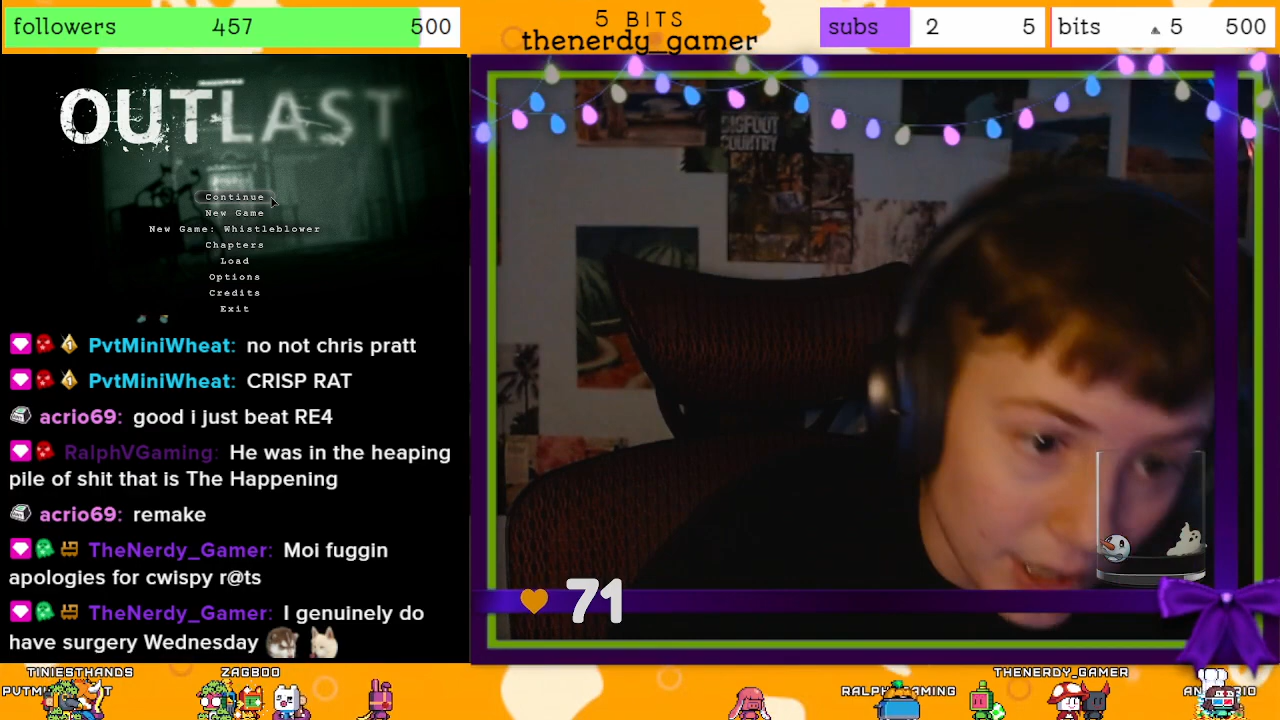 followers 457 500
5 BITS
thenerdy_gamer
subs 2 5
bits 5 500
OUTLAST
Continue
New Game
New Game: Whistleblower
Chapters
Load
Options
Credits
Exit
BIGFOOT
COUNTRY
PvtMiniWheat: no not chris pratt
PvtMiniWheat: CRISP RAT
acrio69: good i just beat RE4
RalphVGaming: He was in the heaping
pile of shit that is The Happening
acrio69: remake
TheNerdy_Gamer: Moi fuggin
apologies for cwispy r@ts
TheNerdy_Gamer: I genuinely do
have surgery Wednesday
71
TINIESTHANDS
ZAGBOO
THENERDY_GAMER